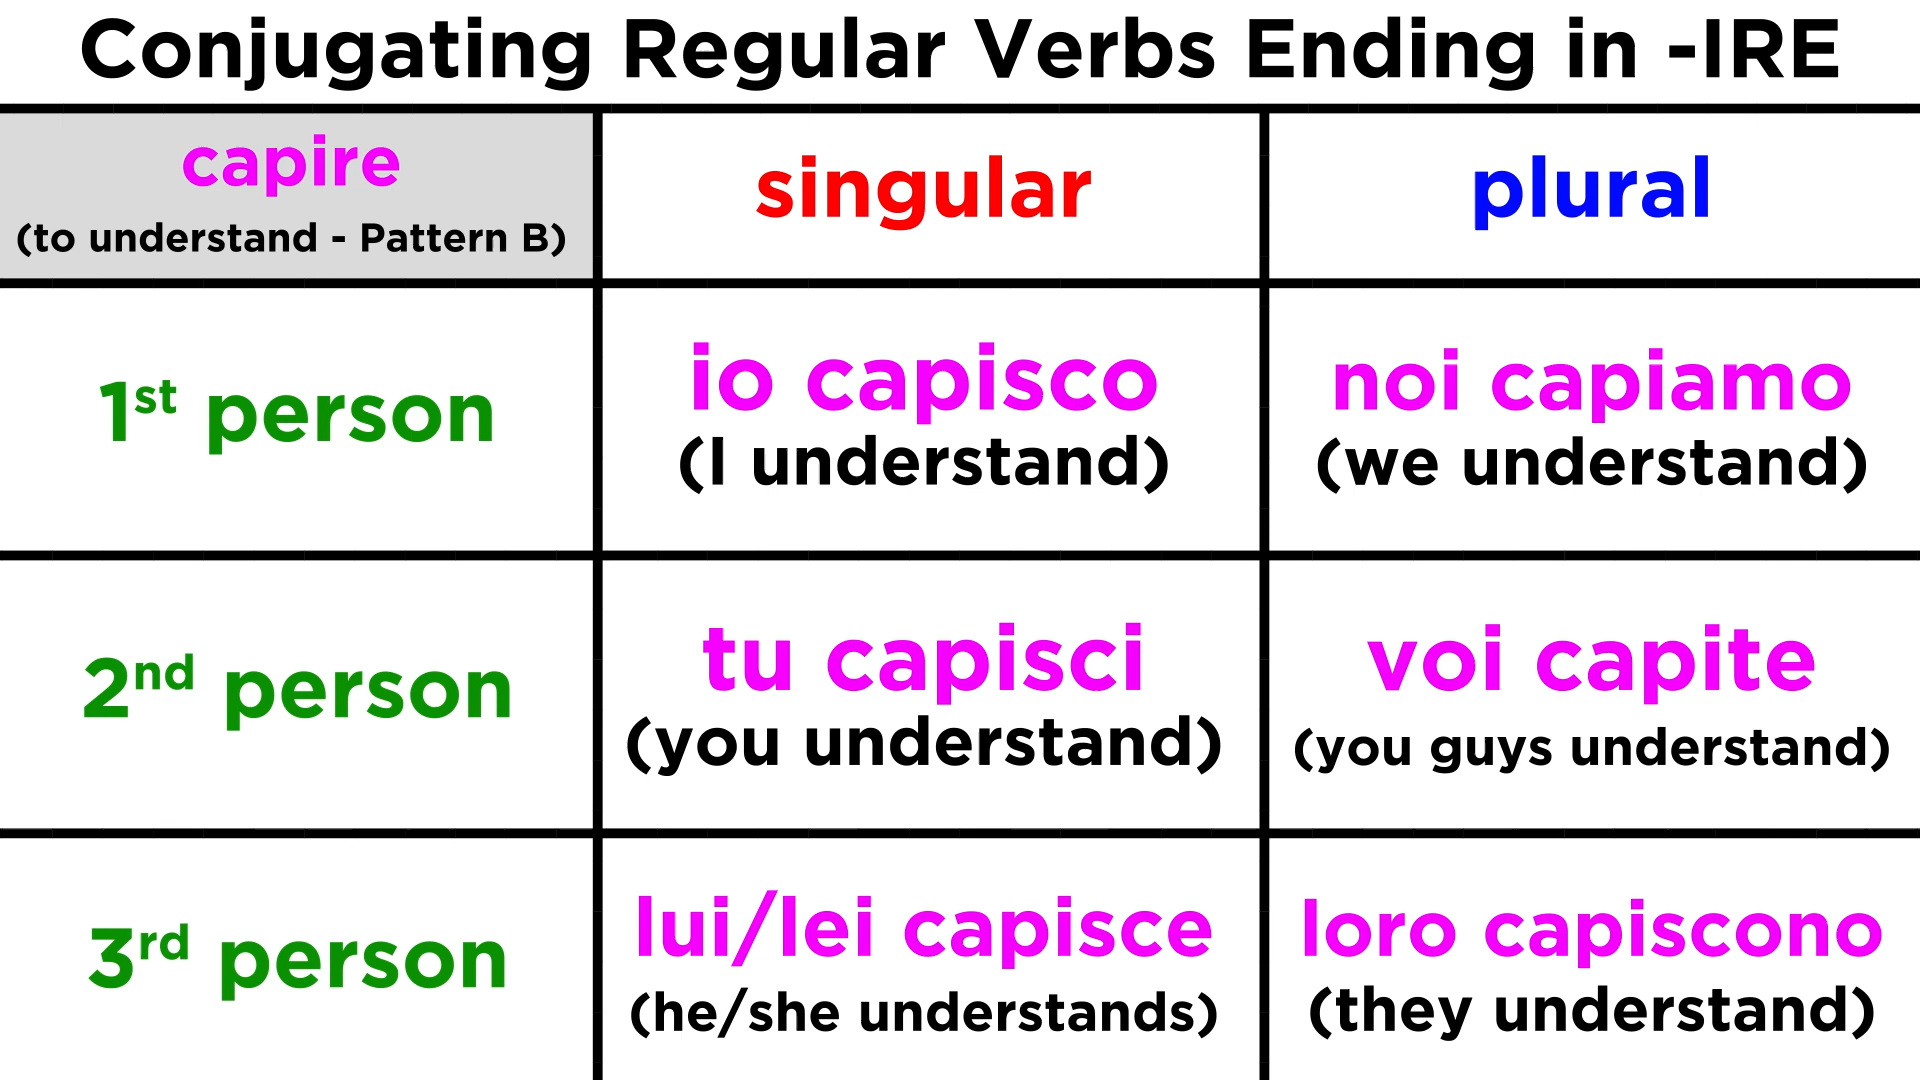 Conjugating Regular Verbs Ending in -IRE
capire
(to understand - Pattern B)
singular
plural
1st person
io capisco
(I understand)
noi capiamo
(we understand)
2nd person
tu capisci
(you understand)
voi capite
(you guys understand)
3rd person
lui/lei capisce
(he/she understands)
loro capiscono
(they understand)